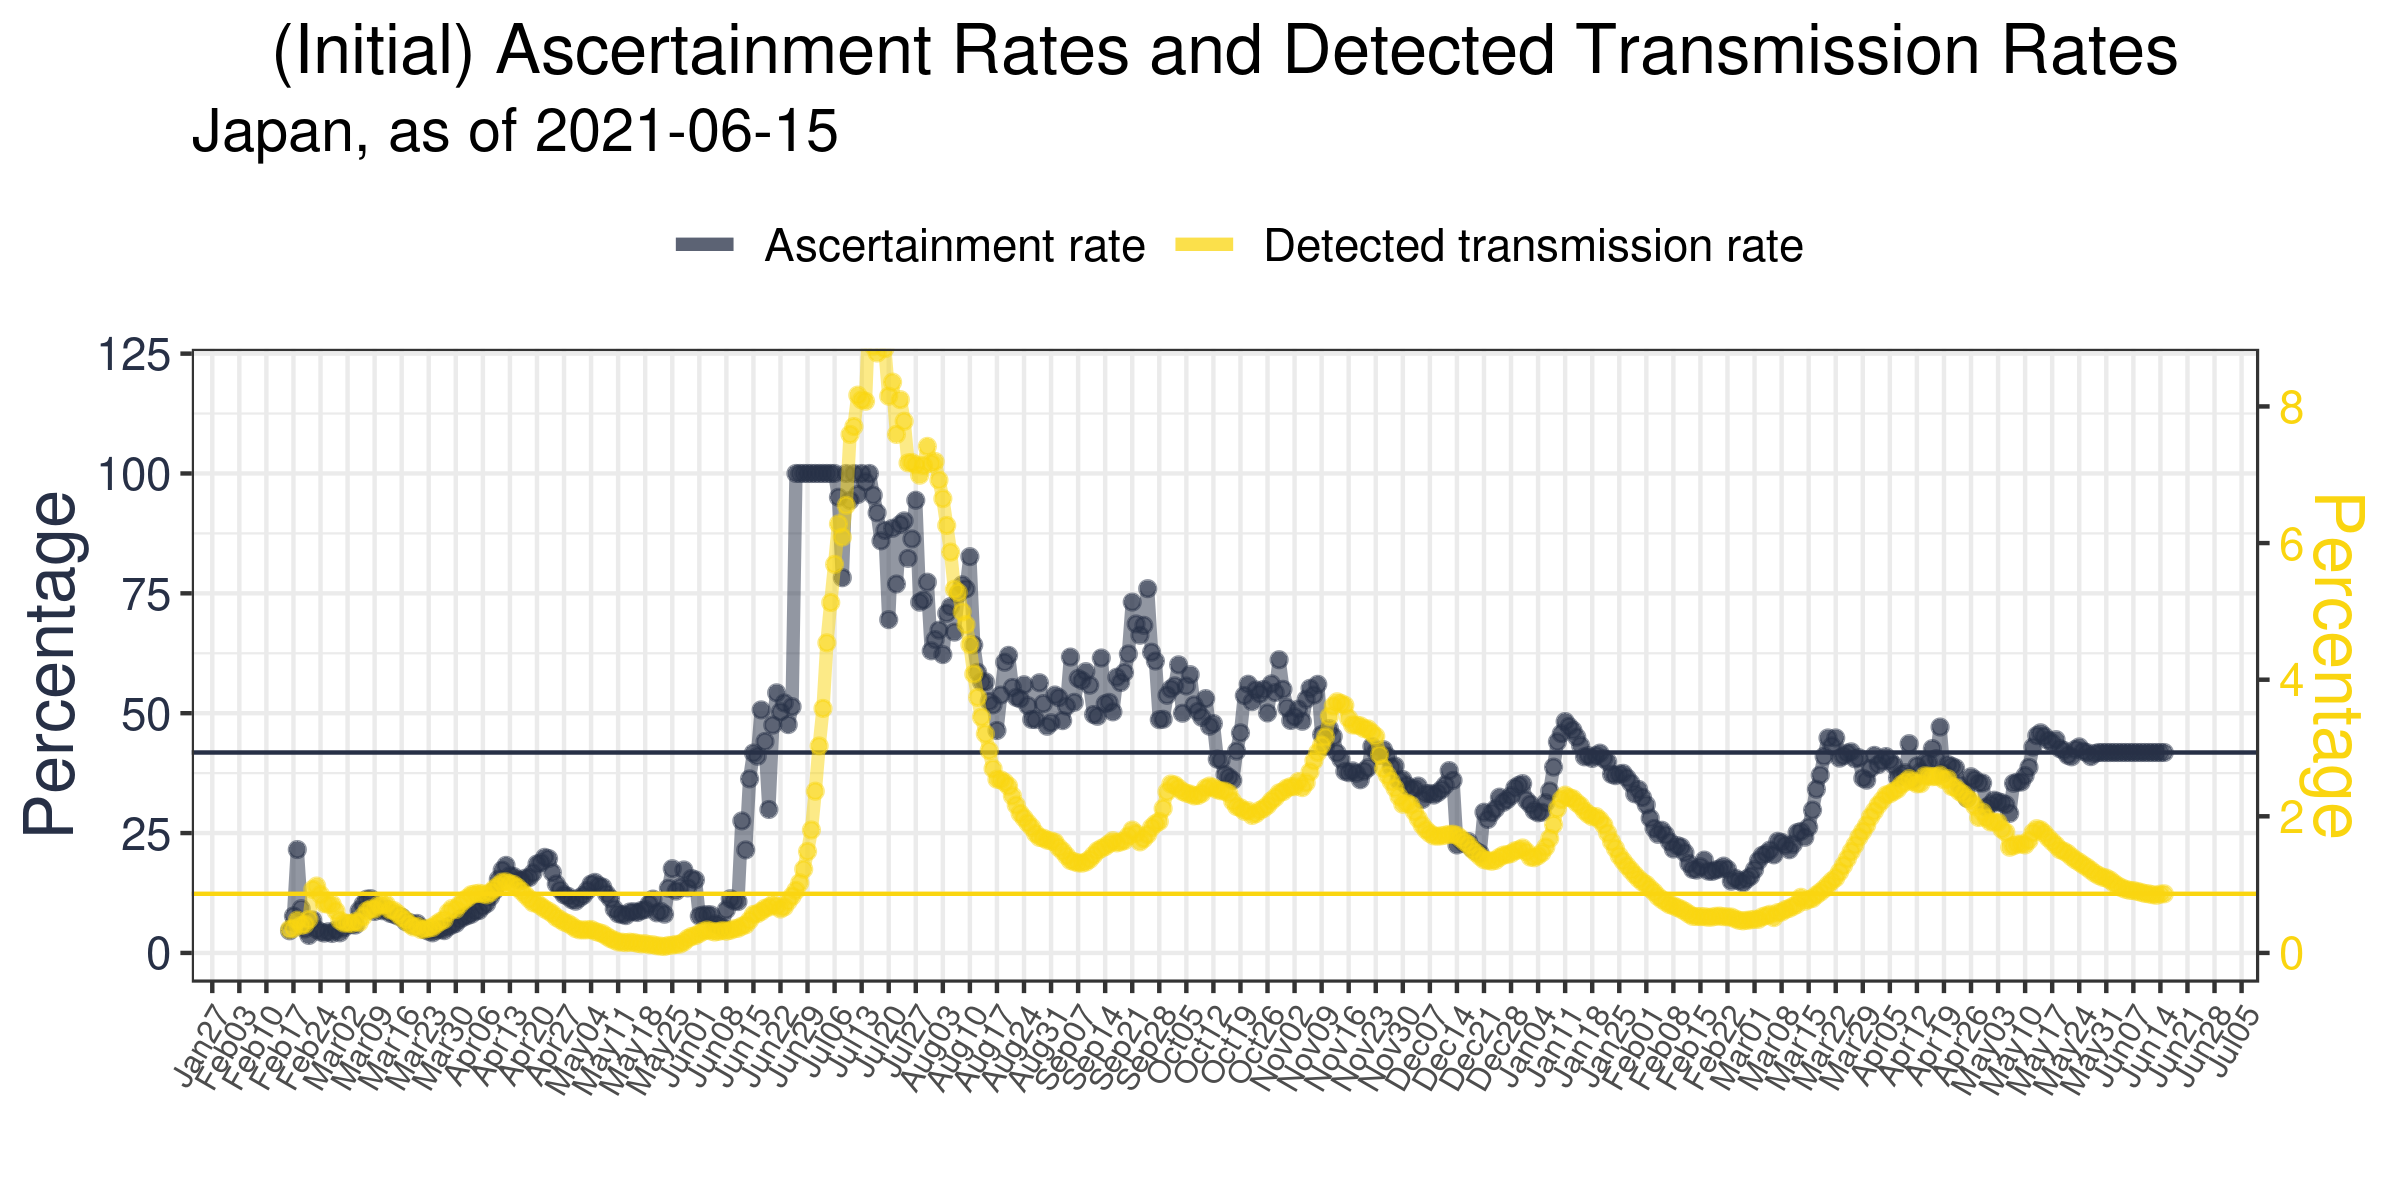 (Initial) Ascertainment Rates and Detected Transmission Rates
Japan, as of 2021-06-15
Ascertainment rate
Detected transmission rate
Percentage
125
100
75
50
25
0
8
6
4
2
0
Percentage
Jan27
Feb03
Feb10
Feb17
Feb24
Mar02
Mar09
Mar16
Mar23
Mar30
Apr06
Apr13
Apr20
Apr27
May04
May11
May18
May25
Jun01
Jun08
Jun15
Jun22
Jun29
Jul06
Jul13
Jul20
Jul27
Aug03
Aug10
Aug17
Aug24
Aug31
Sep07
Sep14
Sep21
Sep28
Oct05
Oct12
Oct19
Oct26
Nov02
Nov09
Nov16
Nov23
Nov30
Dec07
Dec14
Dec21
Dec28
Jan04
Jan11
Jan18
Jan25
Feb01
Feb08
Feb15
Feb22
Mar01
Mar08
Mar15
Mar22
Mar29
Apr05
Apr12
Apr19
Apr26
May03
May10
May17
May24
May31
Jun07
Jun14
Jun21
Jun28
Jul05